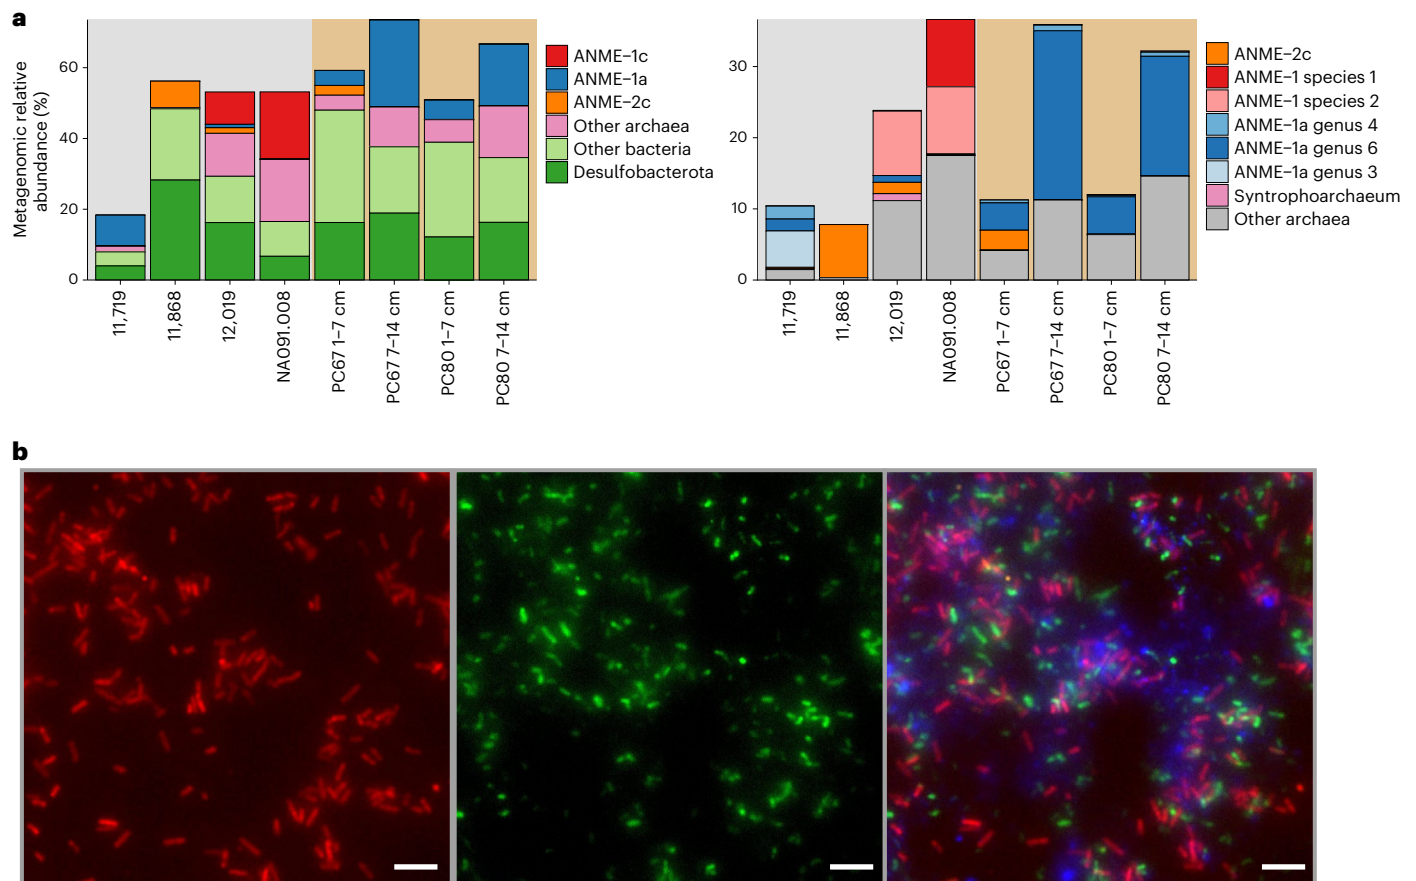 a
Metagenomic relative
abundance (%)
60
40
20
0
11,719
11,868
12,019
NA091.008
PC67 1–7 cm
PC67 7–14 cm
PC80 1–7 cm
PC80 7–14 cm
ANME–1c
ANME–1a
ANME–2c
Other archaea
Other bacteria
Desulfobacterota
30
20
10
0
11,719
11,868
12,019
NA091.008
PC67 1–7 cm
PC67 7–14 cm
PC80 1–7 cm
PC80 7–14 cm
ANME–2c
ANME–1 species 1
ANME–1 species 2
ANME–1a genus 4
ANME–1a genus 6
ANME–1a genus 3
Syntrophoarchaeum
Other archaea
b